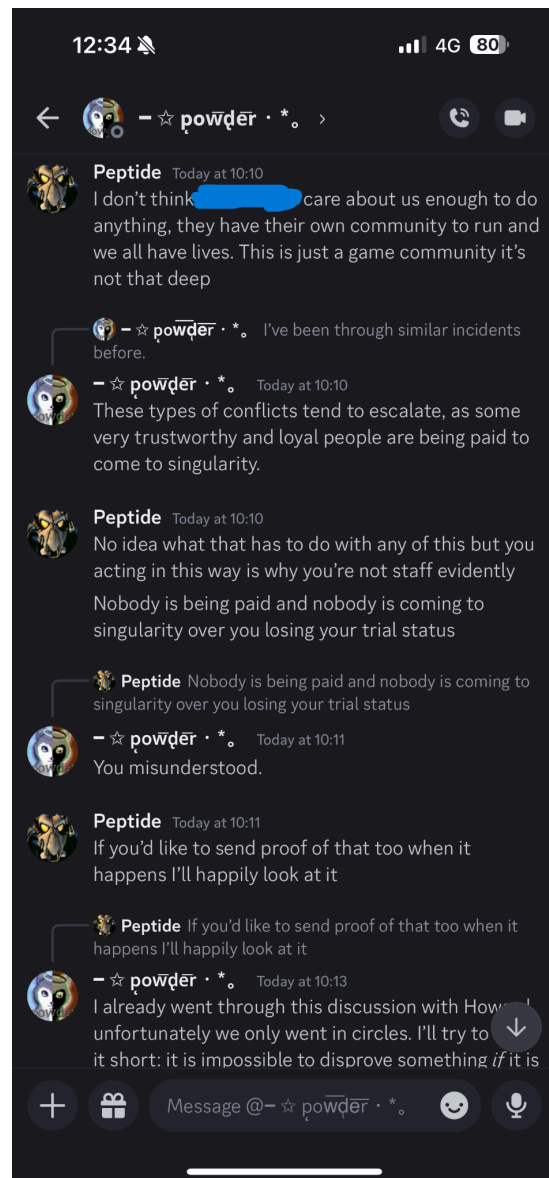 12:34
4G 80
– ☆ p̨ow̅d̨e̅r̅ · *｡ ›
Peptide Today at 10:10
I don't think care about us enough to do
anything, they have their own community to run and
we all have lives. This is just a game community it's
not that deep
– ☆ p̨ow̅d̨e̅r̅ · *｡ I've been through similar incidents
before.
– ☆ p̨ow̅d̨e̅r̅ · *｡ Today at 10:10
These types of conflicts tend to escalate, as some
very trustworthy and loyal people are being paid to
come to singularity.
Peptide Today at 10:10
No idea what that has to do with any of this but you
acting in this way is why you're not staff evidently
Nobody is being paid and nobody is coming to
singularity over you losing your trial status
Peptide Nobody is being paid and nobody is coming to
singularity over you losing your trial status
– ☆ p̨ow̅d̨e̅r̅ · *｡ Today at 10:11
You misunderstood.
Peptide Today at 10:11
If you'd like to send proof of that too when it
happens I'll happily look at it
Peptide If you'd like to send proof of that too when it
happens I'll happily look at it
– ☆ p̨ow̅d̨e̅r̅ · *｡ Today at 10:13
I already went through this discussion with
unfortunately we only went in circles. I'll try to
it short: it is impossible to disprove something if it is
Message @– ☆ p̨ow̅d̨e̅r̅ · *｡